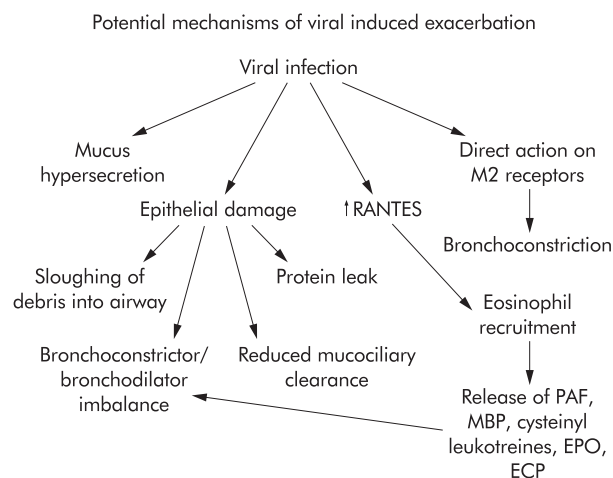 Potential mechanisms of viral induced exacerbation
Viral infection
Mucus
hypersecretion
Direct action on
M2 receptors
Epithelial damage
↑RANTES
Bronchoconstriction
Sloughing of
debris into airway
Protein leak
Eosinophil
recruitment
Bronchoconstrictor/
bronchodilator
imbalance
Reduced mucociliary
clearance
Release of PAF,
MBP, cysteinyl
leukotreines, EPO,
ECP